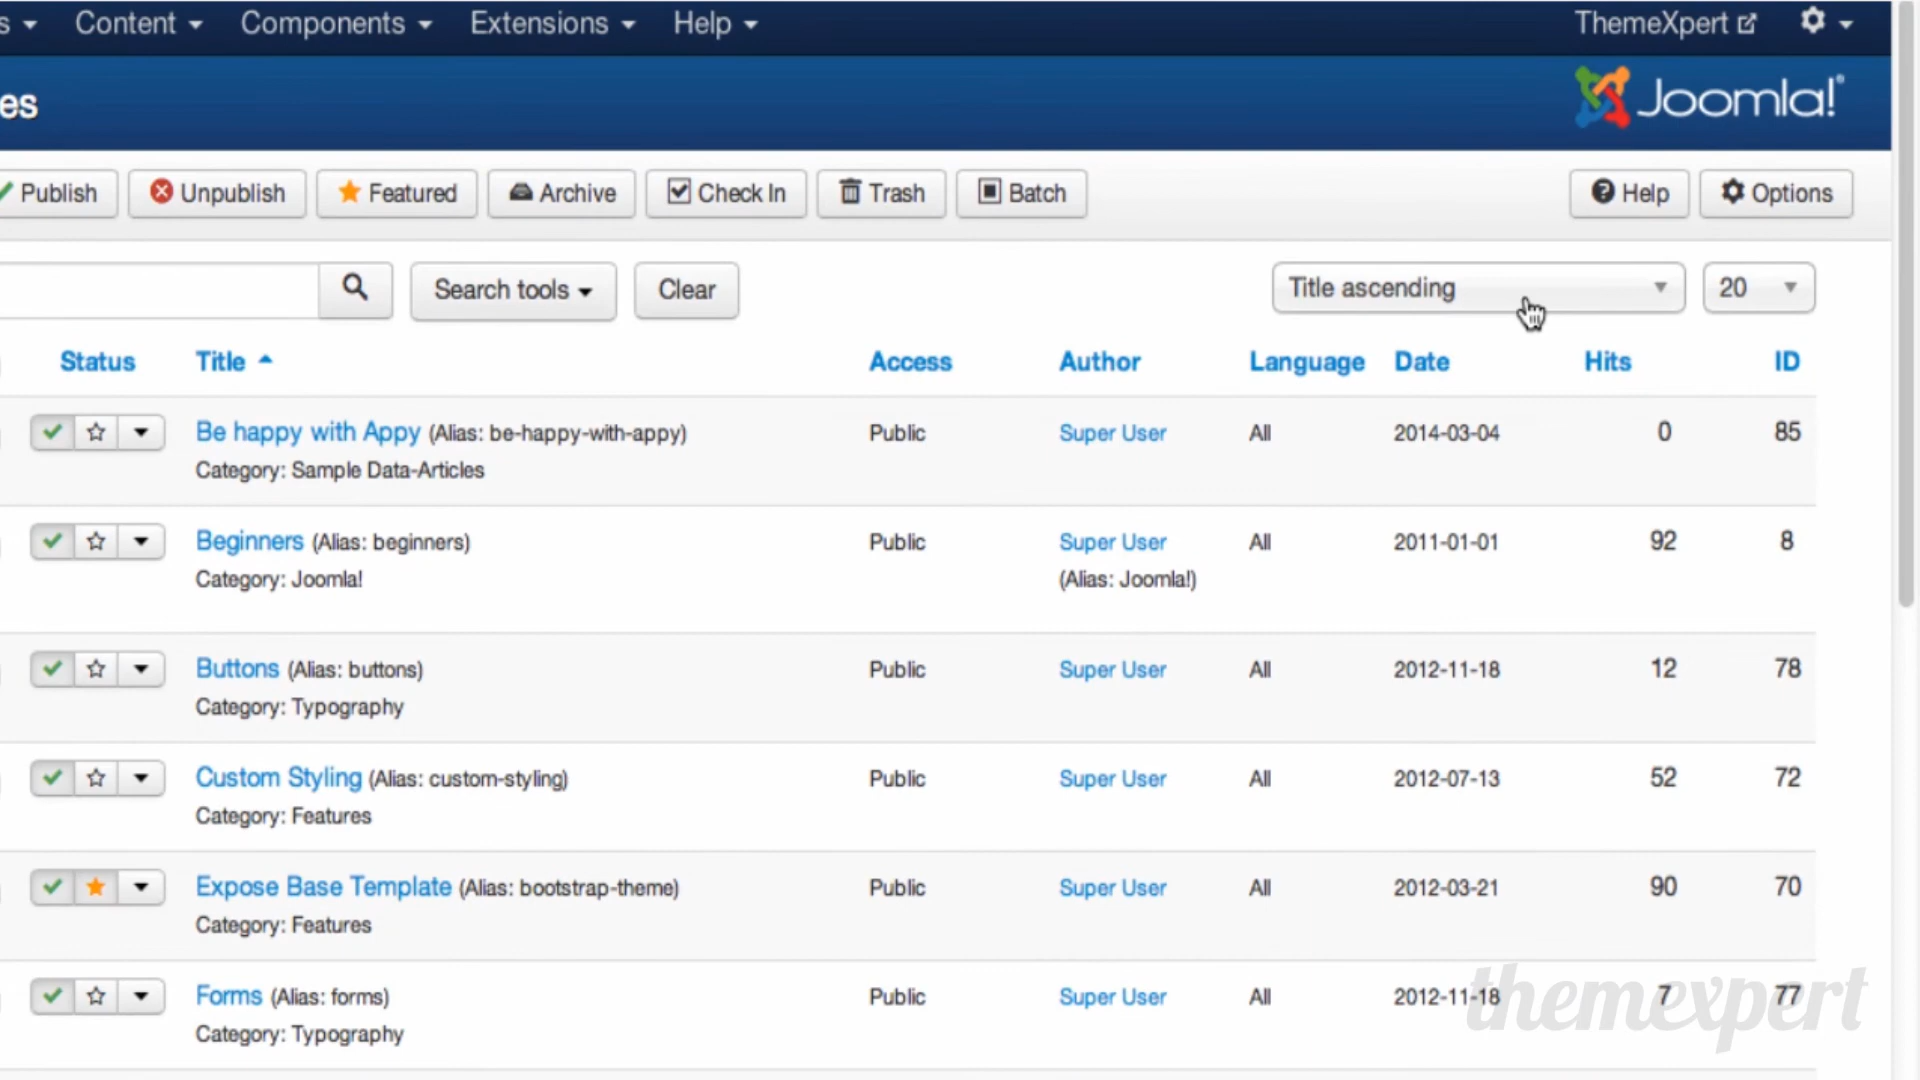 s Content Components Extensions Help ThemeXpert
es Joomla!®
Publish Unpublish Featured Archive Check In Trash Batch Help Options
Search tools Clear Title ascending 20
Status Title Access Author Language Date Hits ID
Be happy with Appy (Alias: be-happy-with-appy) Public Super User All 2014-03-04 0 85
Category: Sample Data-Articles
Beginners (Alias: beginners) Public Super User All 2011-01-01 92 8
Category: Joomla! (Alias: Joomla!)
Buttons (Alias: buttons) Public Super User All 2012-11-18 12 78
Category: Typography
Custom Styling (Alias: custom-styling) Public Super User All 2012-07-13 52 72
Category: Features
Expose Base Template (Alias: bootstrap-theme) Public Super User All 2012-03-21 90 70
Category: Features
Forms (Alias: forms) Public Super User All 2012-11-18 7 77
Category: Typography
themexpert